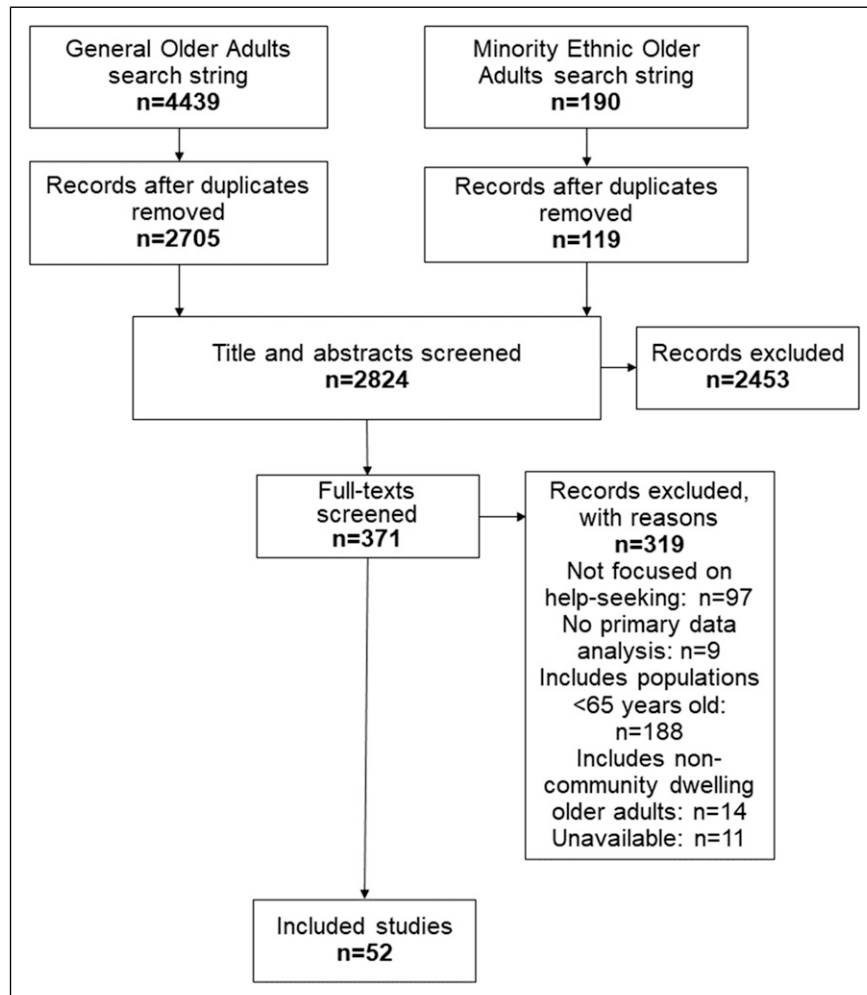 General Older Adults
search string
n=4439
Minority Ethnic Older
Adults search string
n=190
Records after duplicates
removed
n=2705
Records after duplicates
removed
n=119
Title and abstracts screened
n=2824
Records excluded
n=2453
Full-texts
screened
n=371
Records excluded,
with reasons
n=319
Not focused on
help-seeking: n=97
No primary data
analysis: n=9
Includes populations
<65 years old:
n=188
Includes non-
community dwelling
older adults: n=14
Unavailable: n=11
Included studies
n=52